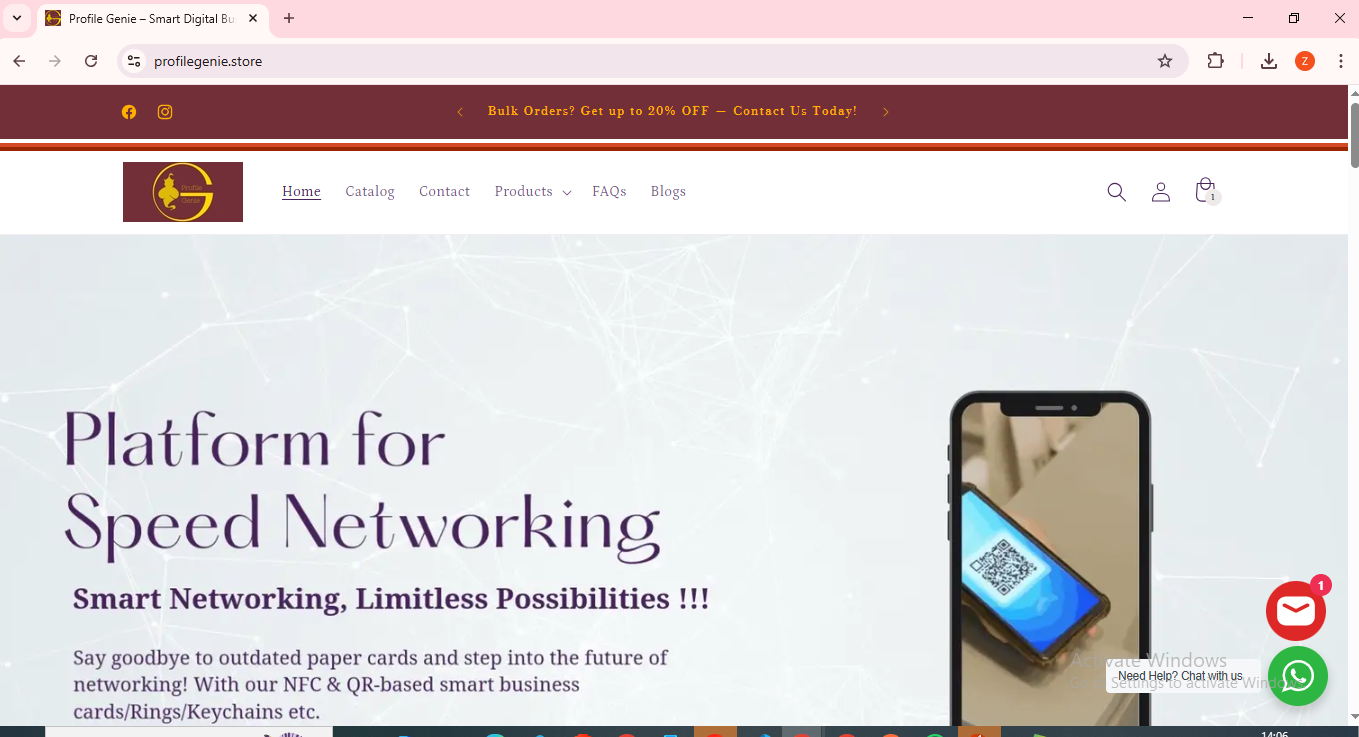 Profile Genie – Smart Digital Bu
profilegenie.store
Z
Bulk Orders? Get up to 20% OFF — Contact Us Today!
Profile
Genie
Home Catalog Contact Products FAQs Blogs
1
Platform for
Speed Networking
Smart Networking, Limitless Possibilities !!!
Say goodbye to outdated paper cards and step into the future of
networking! With our NFC & QR-based smart business
cards/Rings/Keychains etc.
1
Activate Windows
Need Help? Chat with us
Settings to activate Windows
14:06